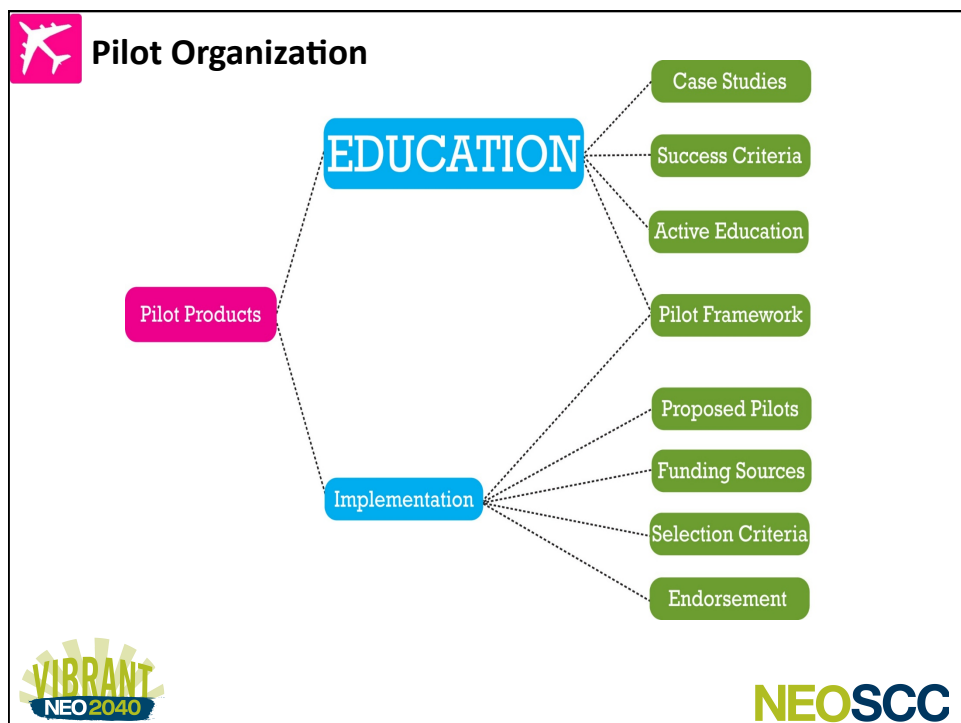 Pilot Organization
Case Studies
EDUCATION
Success Criteria
Active Education
Pilot Products
Pilot Framework
Proposed Pilots
Funding Sources
Implementation
Selection Criteria
Endorsement
VIBRANT
NEO 2040
NEOSCC